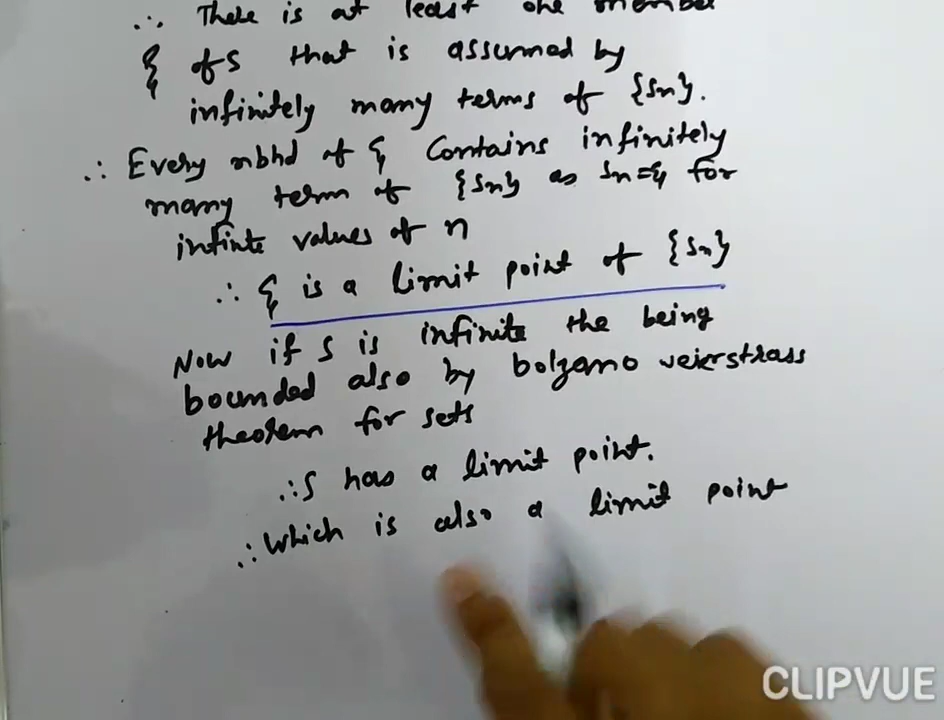 ∴ There is at least one member
ξ of S that is assumed by
infinitely many terms of {Sn}.
∴ Every nbhd of ξ Contains infinitely
many term of {Sn} as Sn=ξ for
infinite values of n
∴ ξ is a limit point of {Sn}
Now if S is infinite the being
bounded also by bolzano veirstrass
theorem for sets
∴ S has a limit point.
∴ Which is also a limit point
CLIPVUE